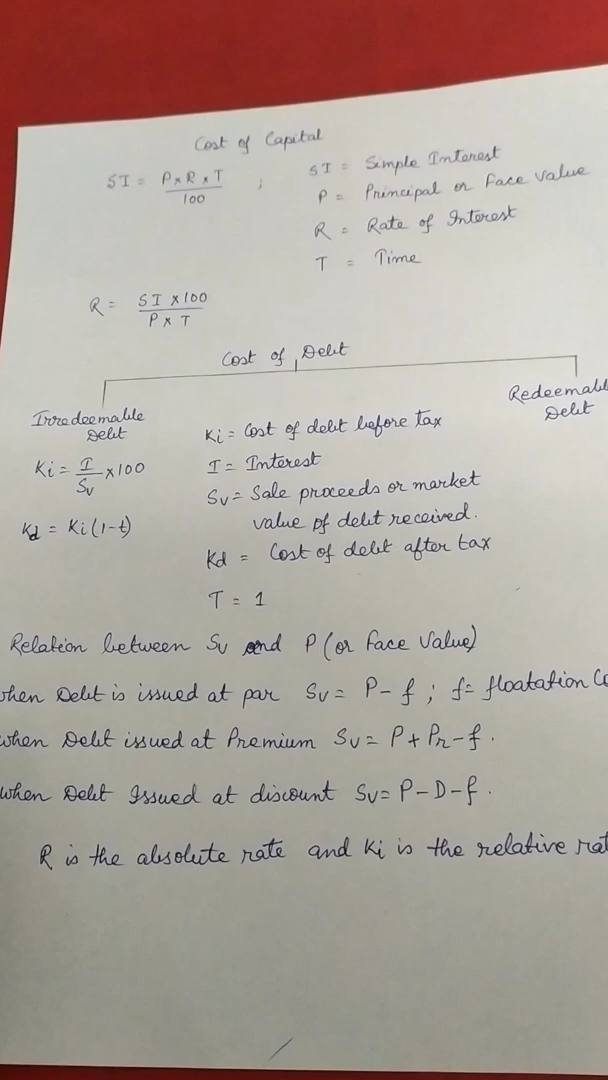 Cost of Capital
SI = P x R x T / 100 ; SI = Simple Interest
P = Principal or Face Value
R = Rate of Interest
T = Time
R = SI x 100 / P x T
Cost of Debt
Irredeemable Debt
Redeemabl
Debt
Ki = I / Sv x 100
Kd = Ki (1-t)
Ki = Cost of debt before tax
I = Interest
Sv = Sale proceeds or market
value of debt received.
Kd = Cost of debt after tax
T = 1
Relation between Sv and P (or Face Value)
when Debt is issued at par Sv = P - f ; f = floatation Co
when Debt issued at Premium Sv = P + Pr - f.
when Debt Issued at discount Sv = P - D - f.
R is the absolute rate and Ki is the relative rat